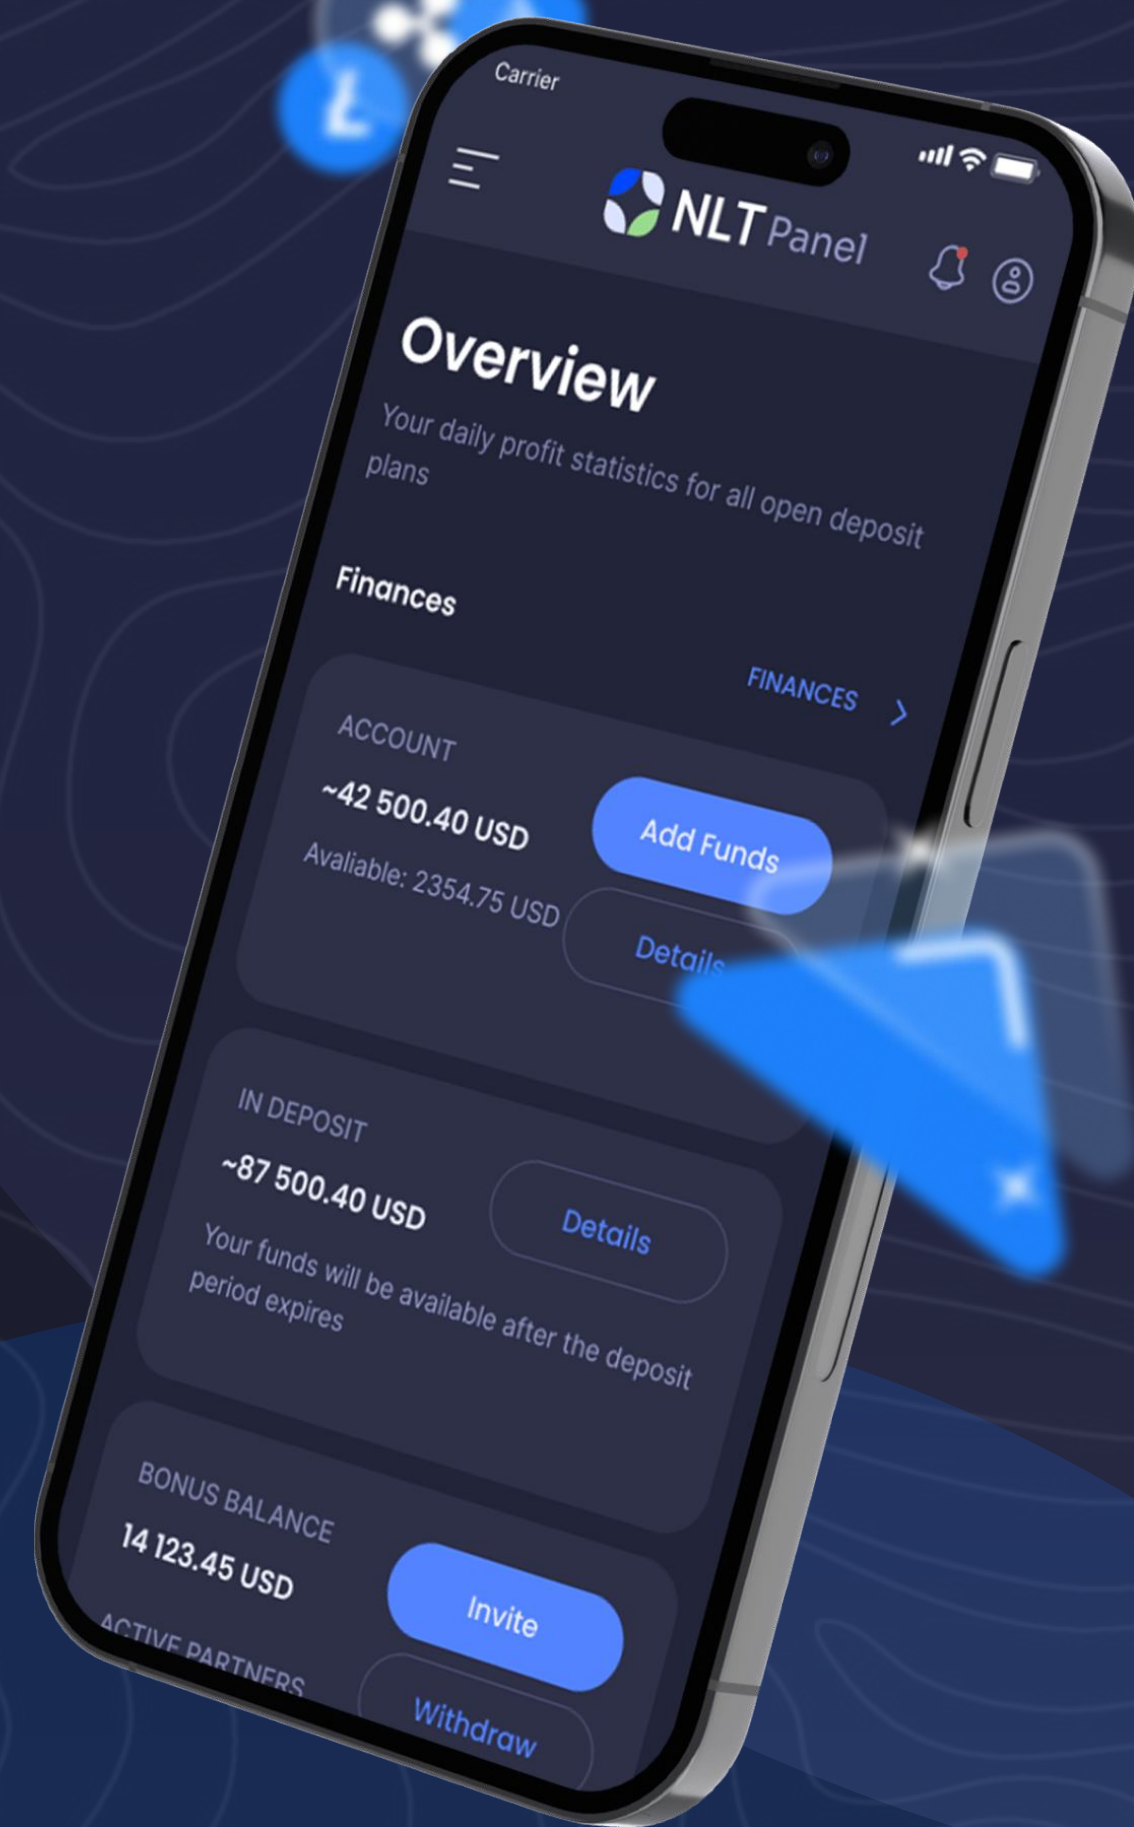 Carrier
NLT Panel
Overview
Your daily profit statistics for all open deposit
plans
Finances
FINANCES
ACCOUNT
~42 500.40 USD
Add Funds
Avaliable: 2354.75 USD
Details
IN DEPOSIT
~87 500.40 USD
Details
Your funds will be available after the deposit
period expires
BONUS BALANCE
14 123.45 USD
Invite
ACTIVE PARTNERS
Withdraw